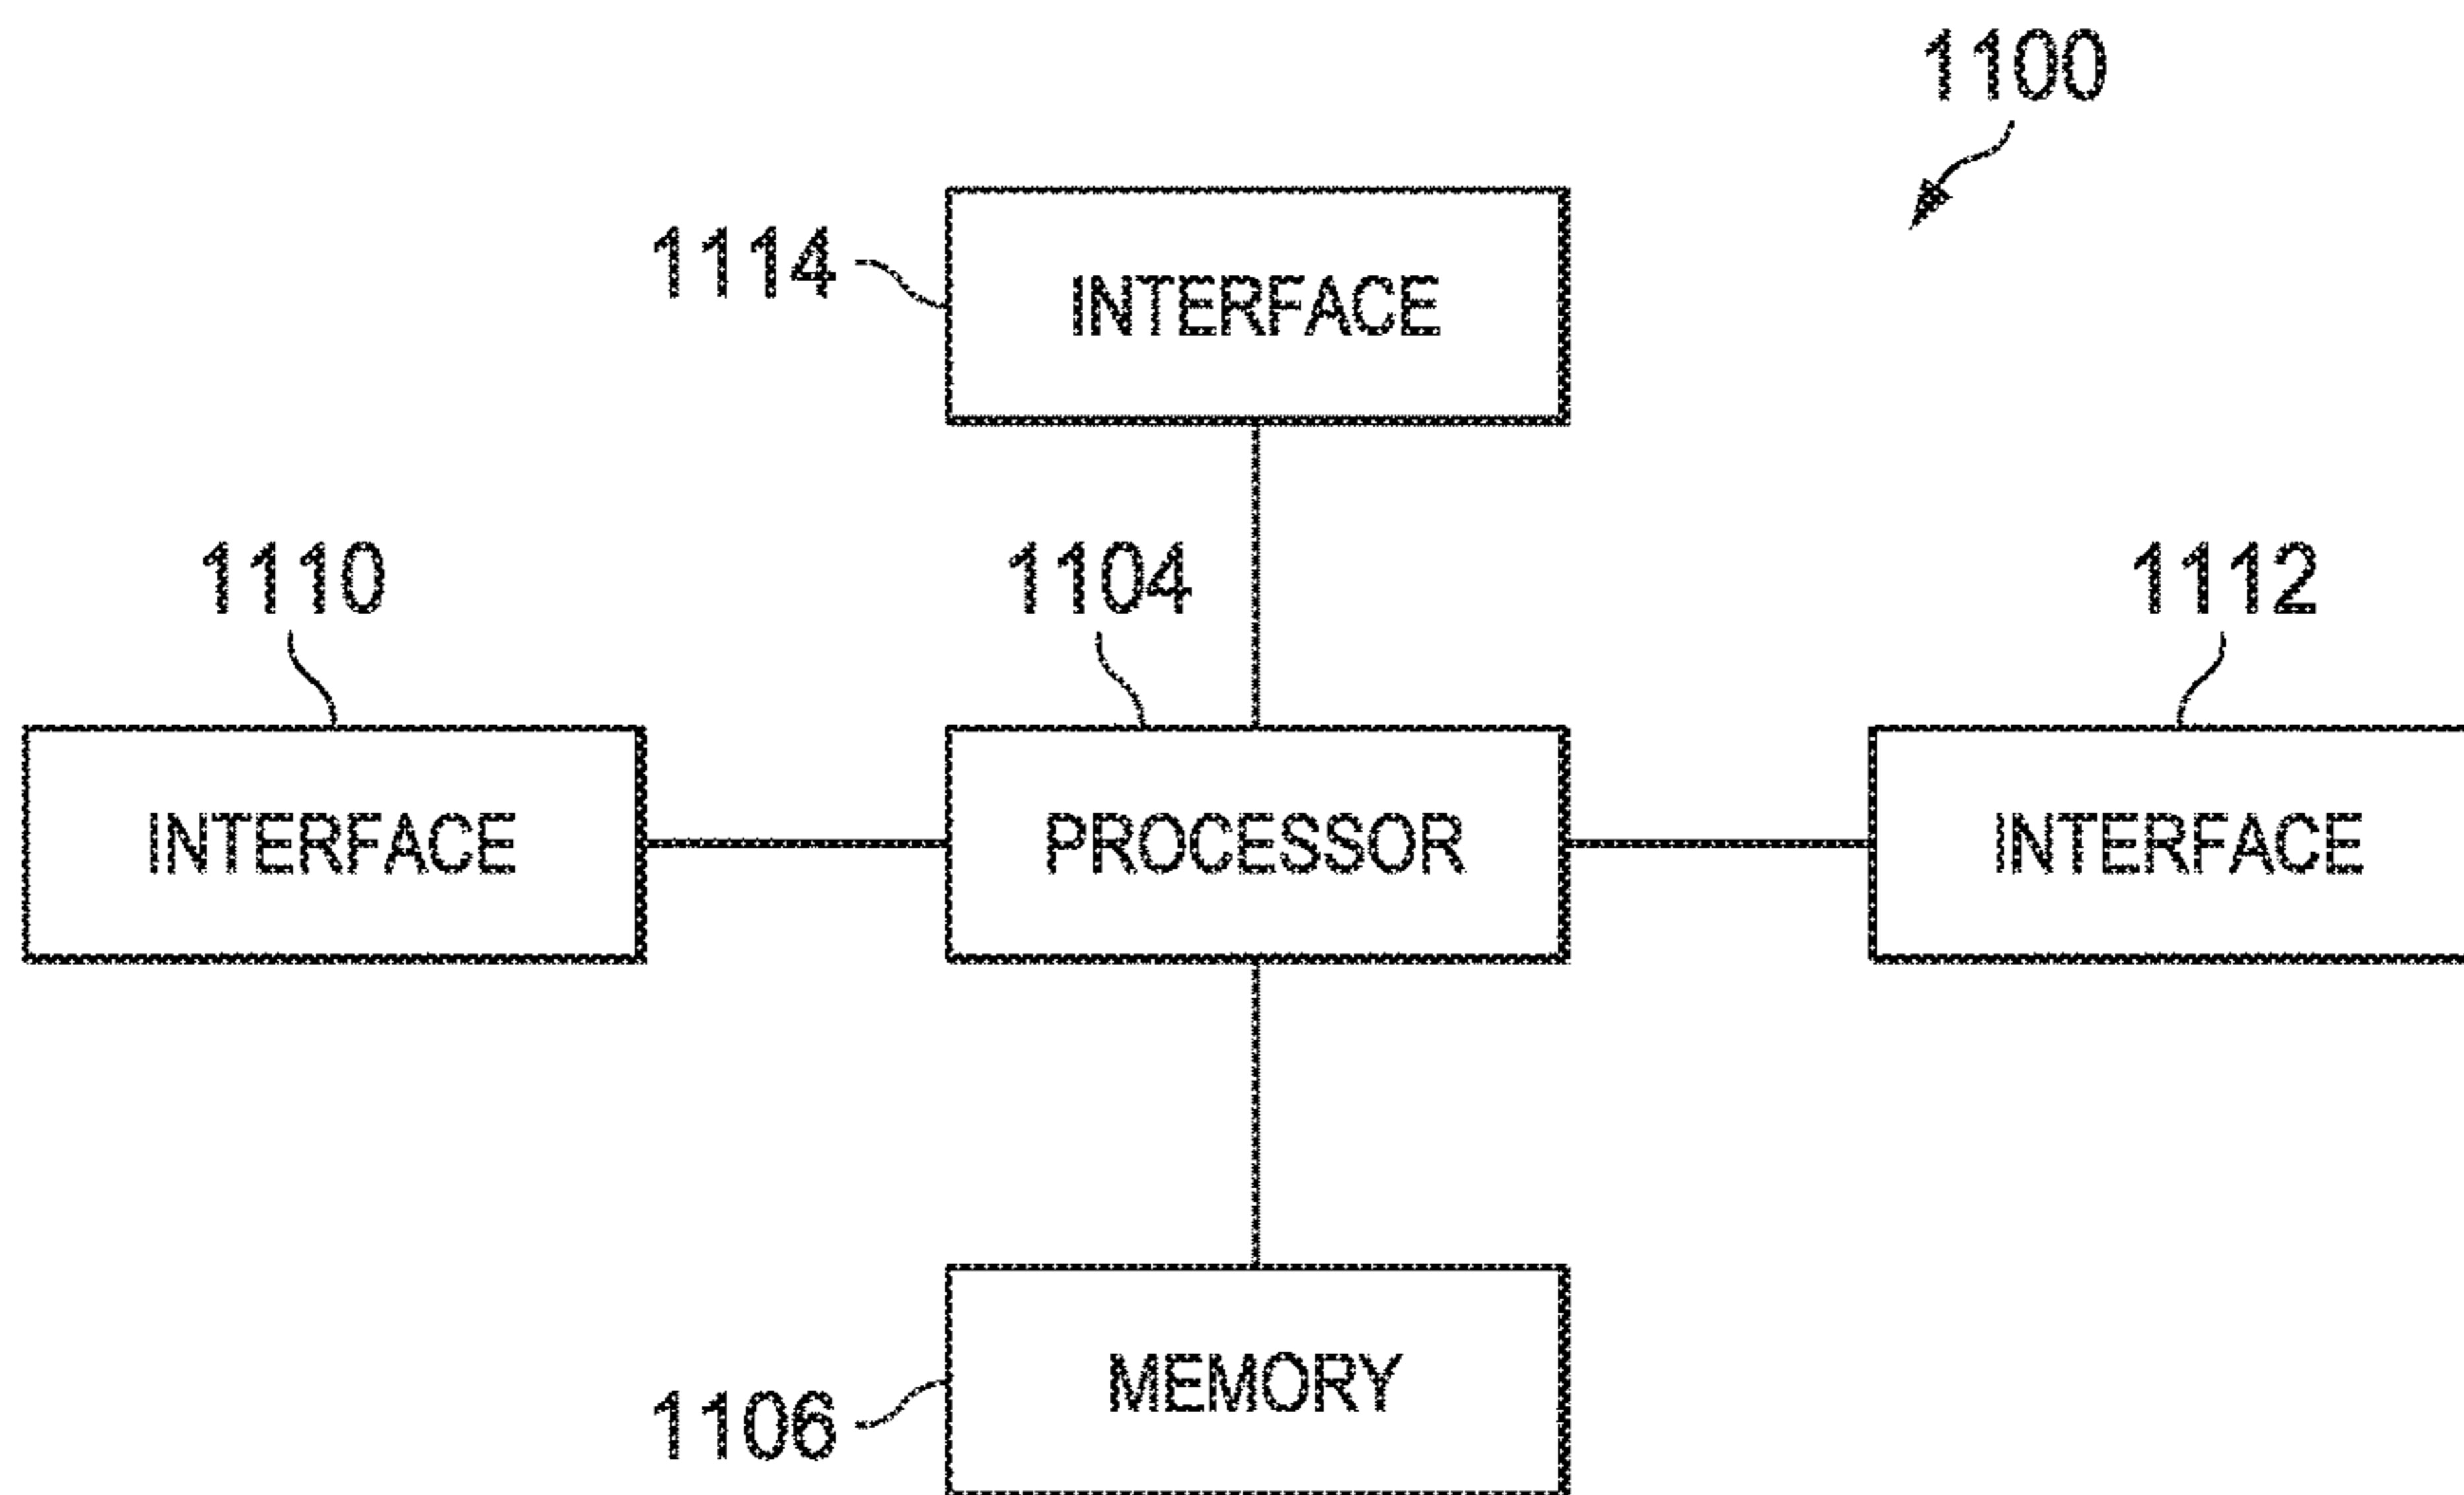 1100
1114
INTERFACE
1110
1104
1112
INTERFACE
PROCESSOR
INTERFACE
MEMORY
1106